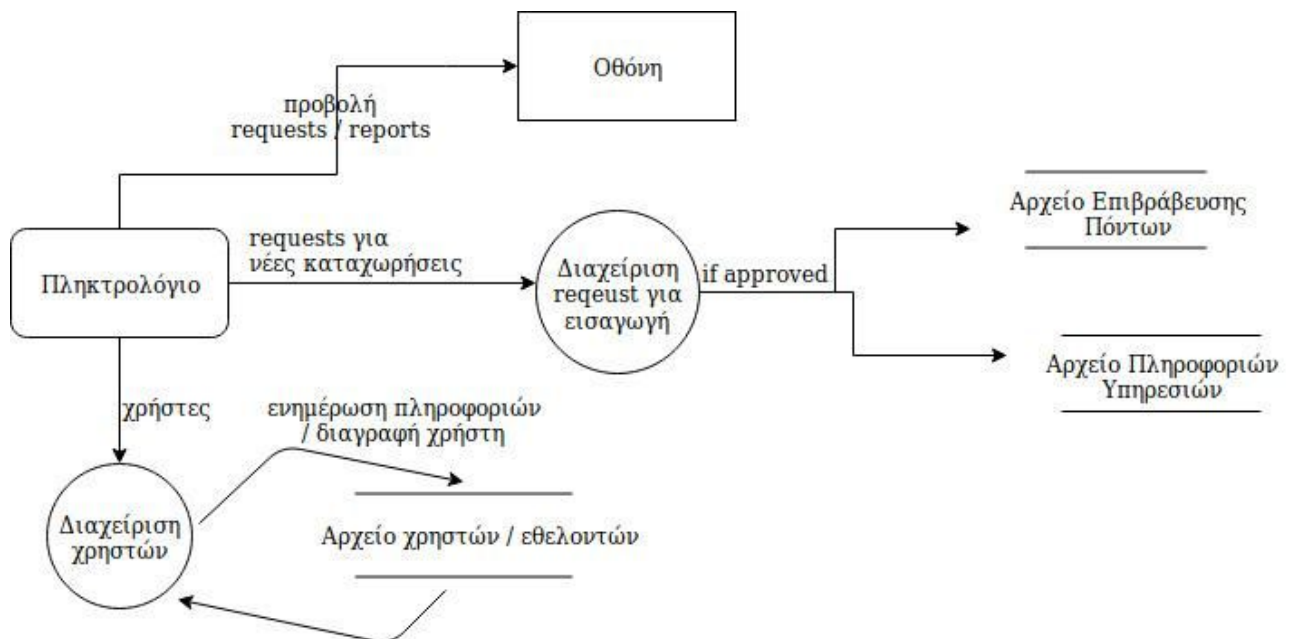 Οθόνη
προβολή
requests / reports
Αρχείο Επιβράβευσης
Πόντων
requests για
νέες καταχωρήσεις
Πληκτρολόγιο
Διαχείριση
reqeust για
εισαγωγή
if approved
Αρχείο Πληροφοριών
Υπηρεσιών
χρήστες
ενημέρωση πληροφοριών
/ διαγραφή χρήστη
Διαχείριση
χρηστών
Αρχείο χρηστών / εθελοντών